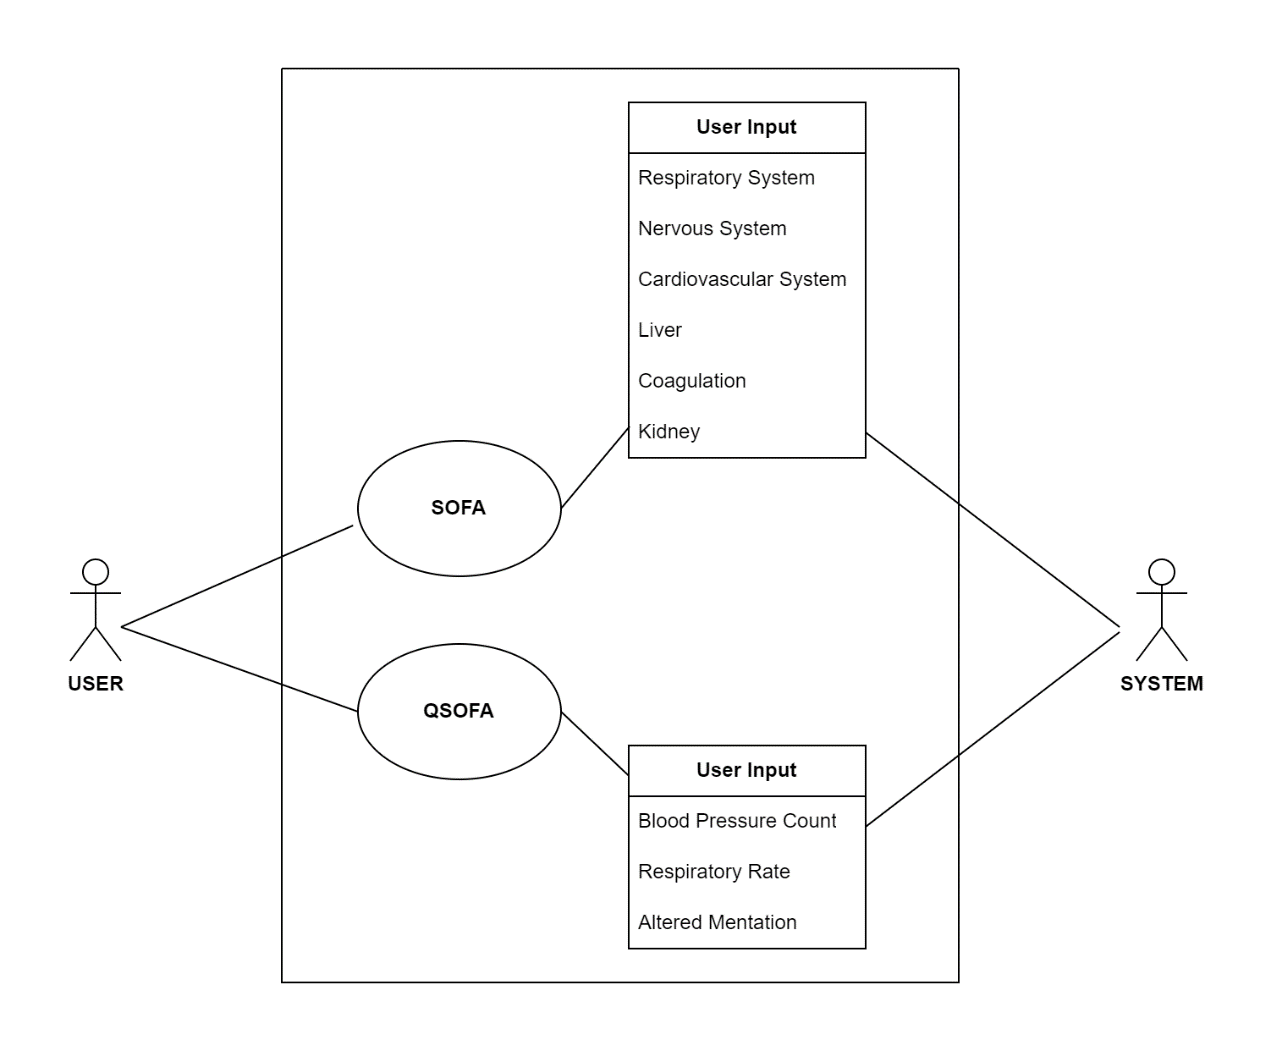 User Input
Respiratory System
Nervous System
Cardiovascular System
Liver
Coagulation
Kidney
SOFA
USER
SYSTEM
QSOFA
User Input
Blood Pressure Count
Respiratory Rate
Altered Mentation